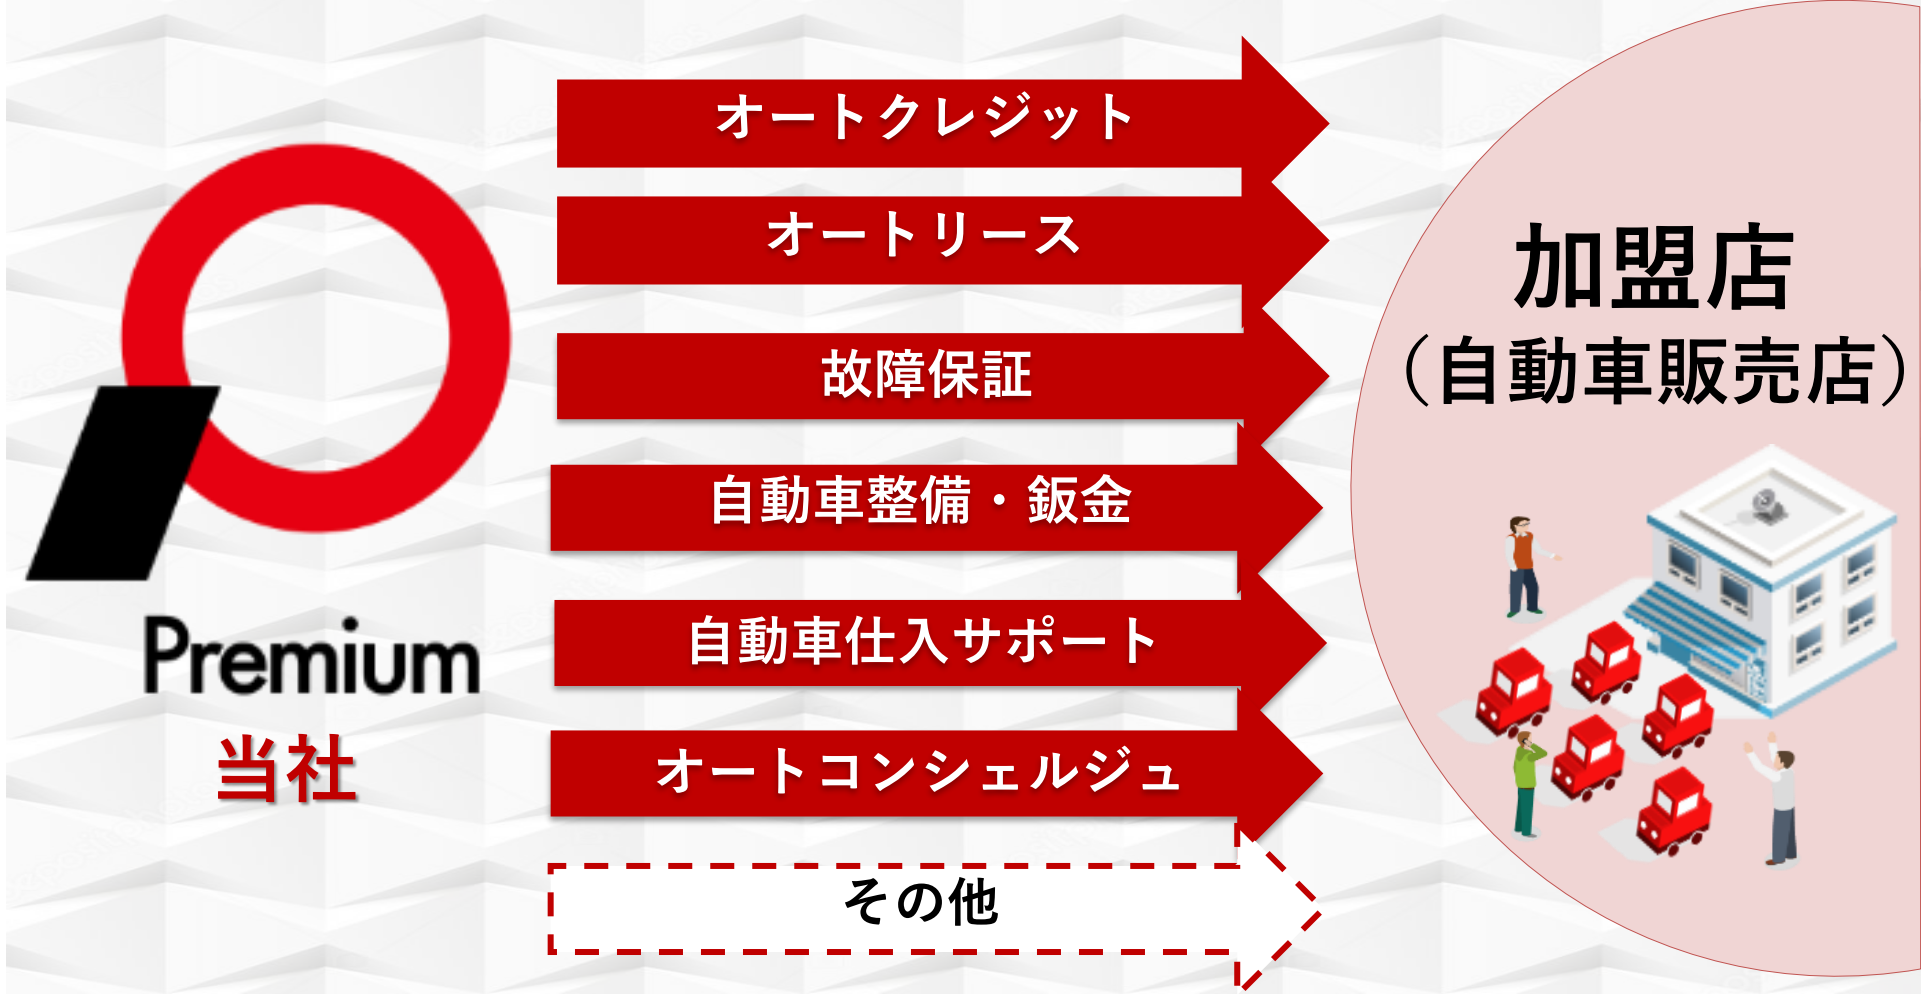 Premium
当社
オートクレジット
オートリース
故障保証
自動車整備・鈑金
自動車仕入サポート
オートコンシェルジュ
その他
加盟店
（自動車販売店）